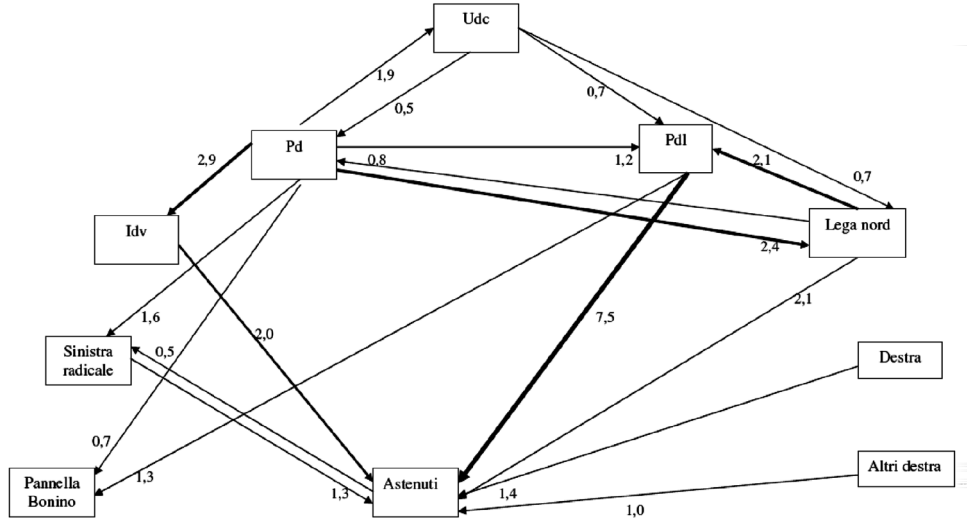 Udc
1,9
0,5
0,7
Pd
Pdl
2,9
0,8
1,2
2,1
0,7
Idv
Lega nord
2,4
2,1
1,6
2,0
7,5
0,5
Sinistra
radicale
Destra
0,7
Pannella
Bonino
1,3
1,3
Astenuti
1,4
1,0
Altri destra